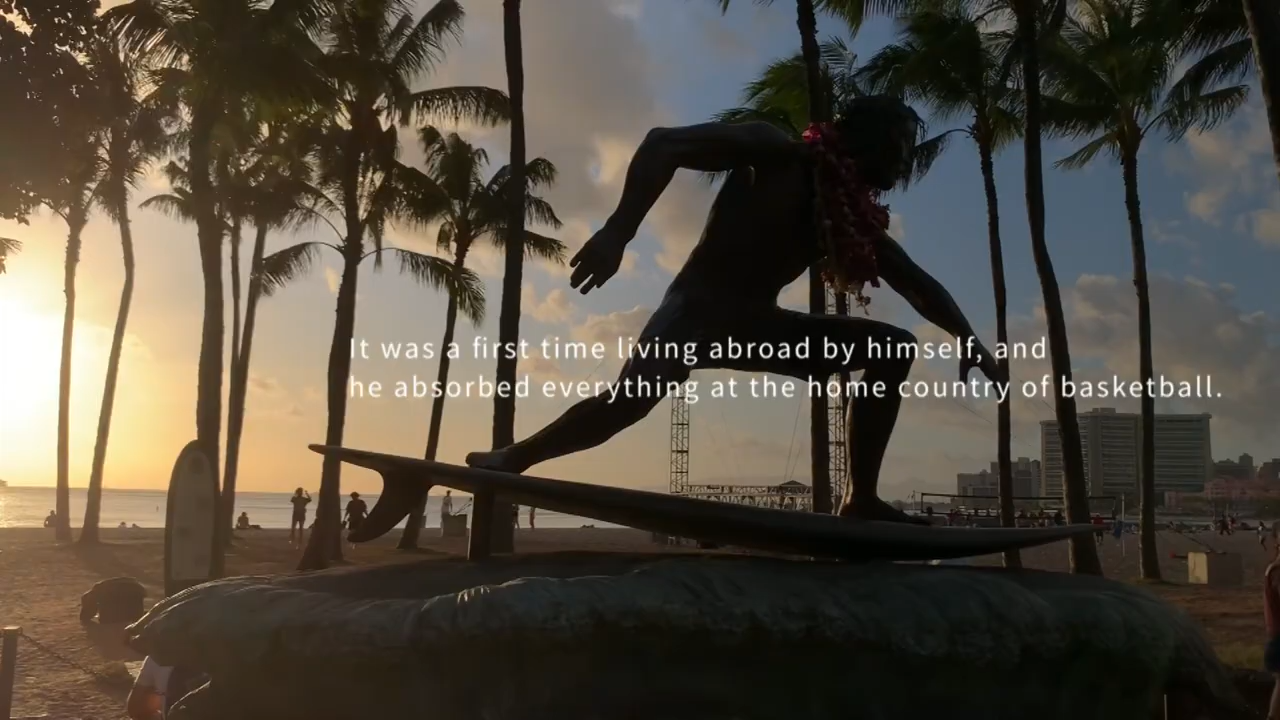 It was a first time living abroad by himself, and
he absorbed everything at the home country of basketball.